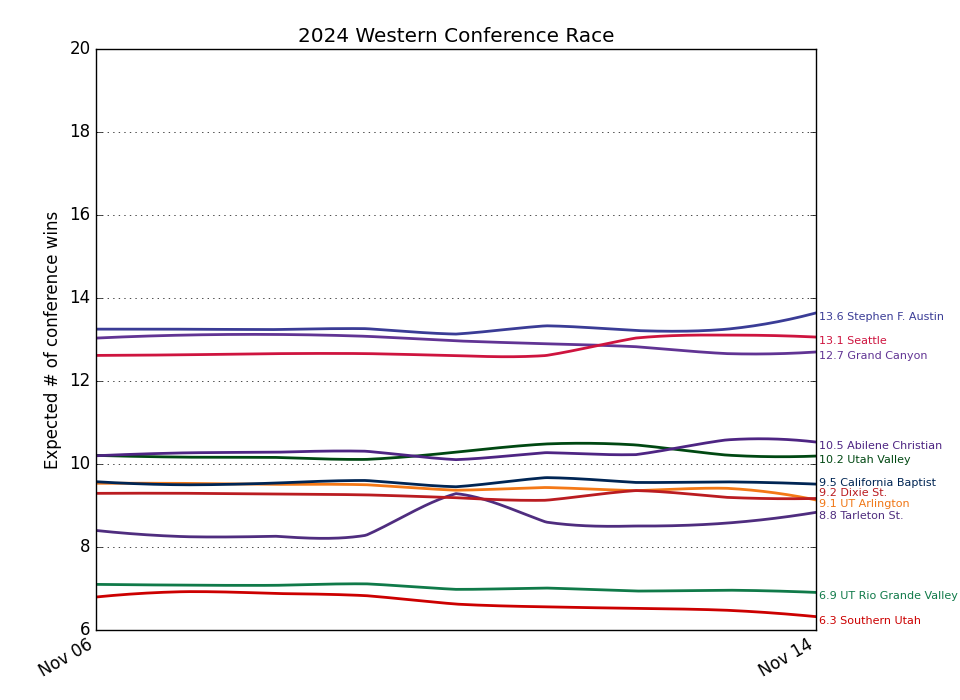 2024 Western Conference Race
Expected # of conference wins
20
18
16
14
12
10
8
6
Nov 06
Nov 14
13.6 Stephen F. Austin
13.1 Seattle
12.7 Grand Canyon
10.5 Abilene Christian
10.2 Utah Valley
9.5 California Baptist
9.2 Dixie St.
9.1 UT Arlington
8.8 Tarleton St.
6.9 UT Rio Grande Valley
6.3 Southern Utah